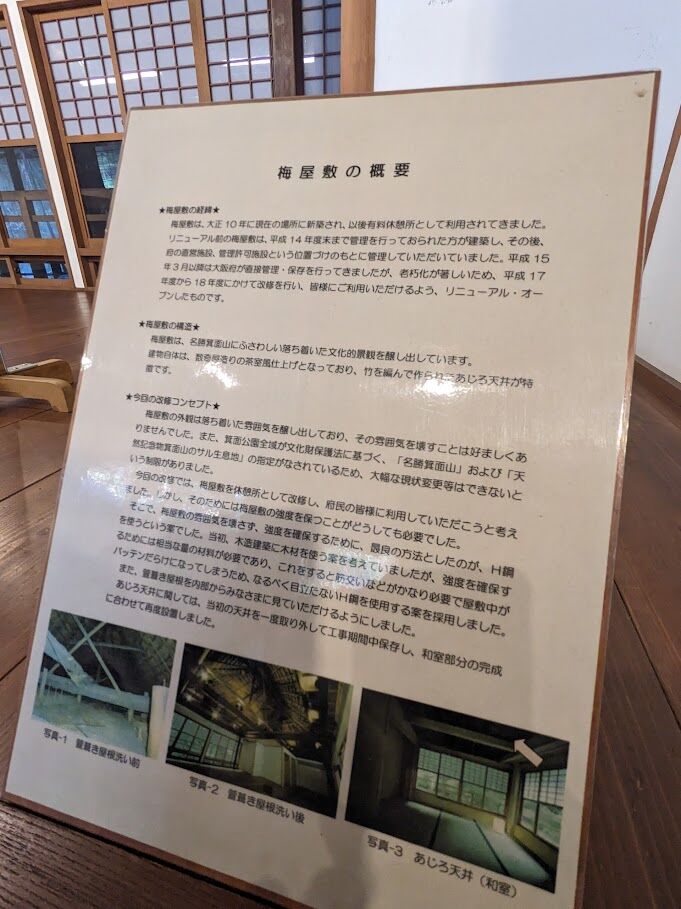 梅屋敷の概要
★梅屋敷の経緯★
梅屋敷は、大正10年に現在の場所に新築され、以後有料休憩所として利用されてきました。
リニューアル前の梅屋敷は、平成14年度末まで管理を行っておられた方が建築し、その後、
府の直営施設、管理許可施設という位置づけのもとに管理していただいていました。平成15
年3月以降は大阪府が直接管理・保存を行ってきましたが、老朽化が著しいため、平成17
年度から18年度にかけて改修を行い、皆様にご利用いただけるよう、リニューアル・オー
プンしたものです。
★梅屋敷の構造★
梅屋敷は、名勝箕面山にふさわしい落ち着いた文化的景観を醸し出しています。
建物自体は、数奇屋造りの茶室風仕上げとなっており、竹を編んで作られたあじろ天井が特
徴です。
★今回の改修コンセプト★
梅屋敷の外観は落ち着いた雰囲気を醸し出しており、その雰囲気を壊すことは好ましくあ
りませんでした。また、箕面公園全域が文化財保護法に基づく、「名勝箕面山」および「天
然記念物箕面山のサル生息地」の指定がなされているため、大幅な現状変更等はできないと
いう制限がありました。
今回の改修では、梅屋敷を休憩所として改修し、府民の皆様に利用していただこうと考え
ました。しかし、そのためには梅屋敷の強度を保つことがどうしても必要でした。
そこで、梅屋敷の雰囲気を壊さず、強度を確保するために、最良の方法としたのが、H鋼
を使うという案でした。当初、木造建築に木材を使う案を考えていましたが、強度を確保す
るためには相当な量の材料が必要であり、これをすると筋交いなどがかなり必要で屋敷中が
バッテンだらけになってしまうため、なるべく目立たないH鋼を使用する案を採用しました。
また、萱葺き屋根を内部からみなさまに見ていただけるようにしました。
あじろ天井に関しては、当初の天井を一度取り外して工事期間中保存し、和室部分の完成
に合わせて再度設置しました。
写真-1 萱葺き屋根洗い前
写真-2 萱葺き屋根洗い後
写真-3 あじろ天井（和室）